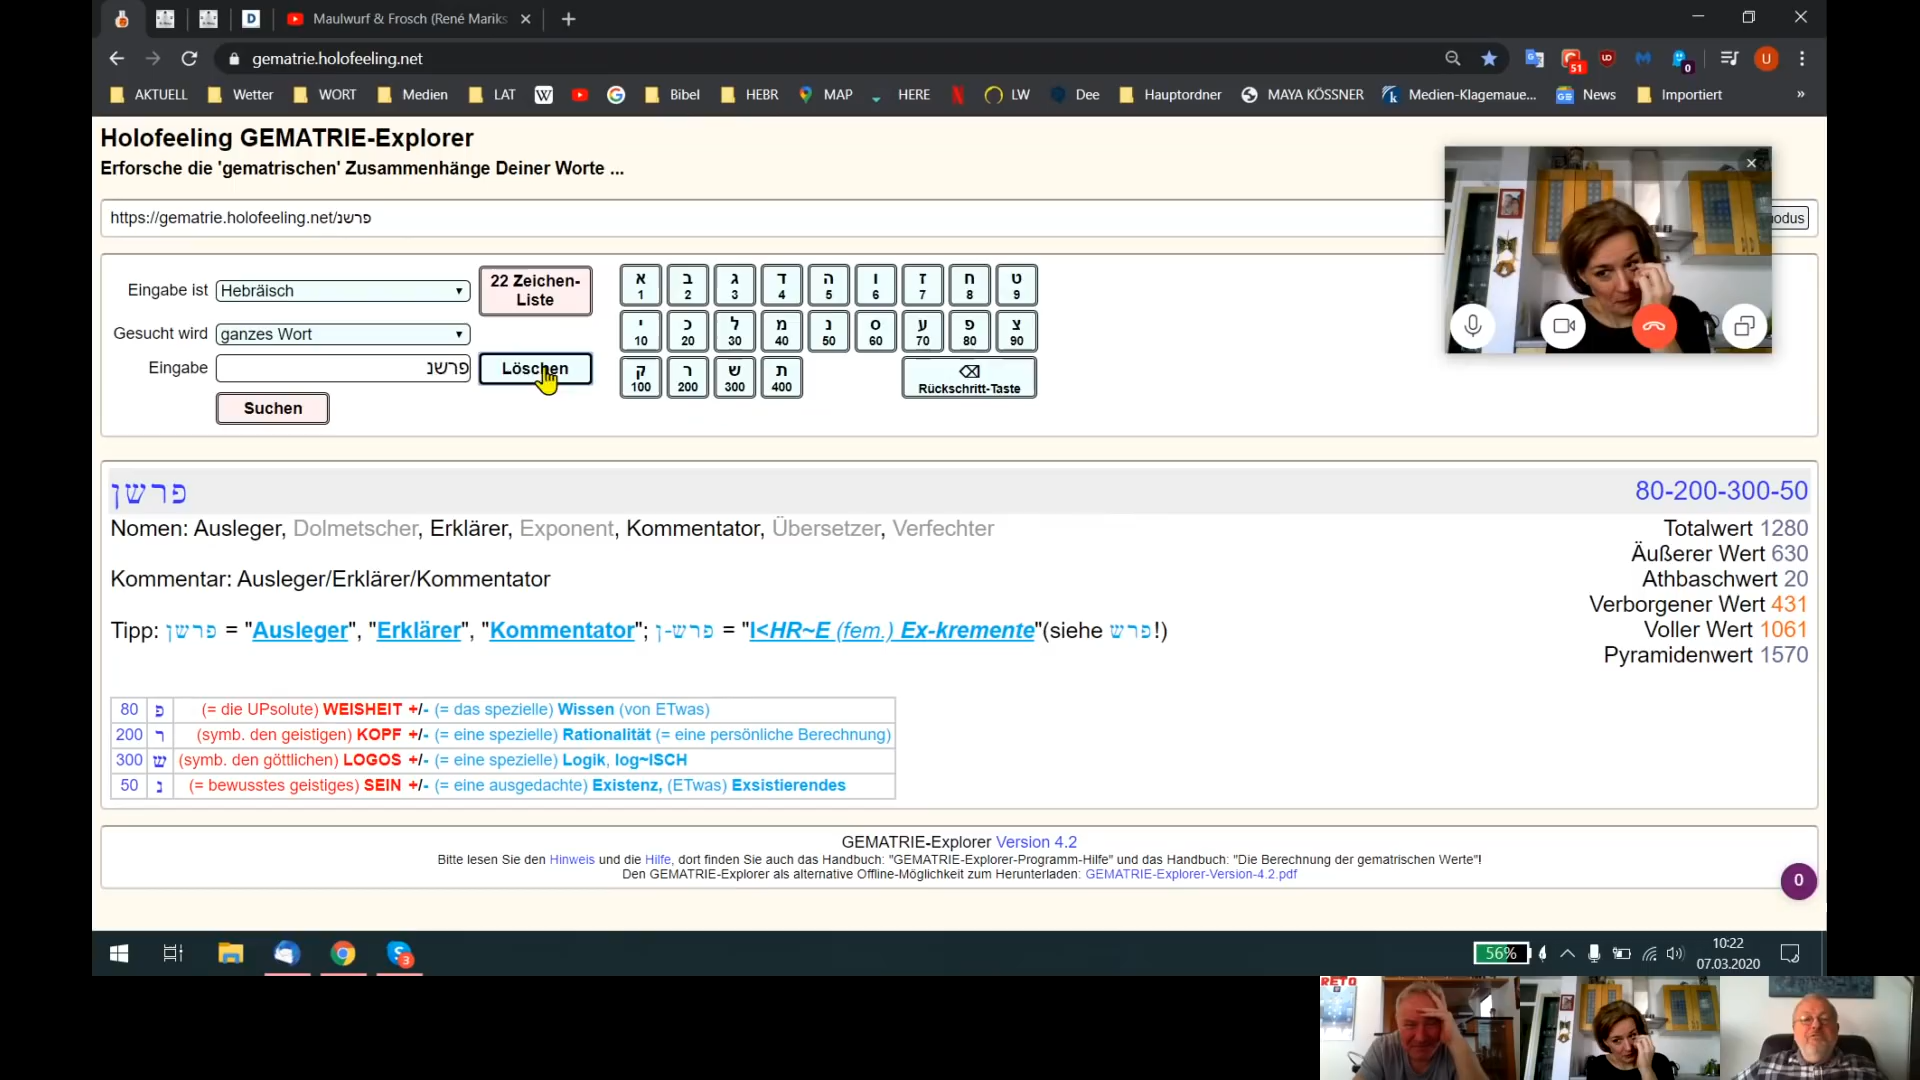 Maulwurf & Frosch (René Mariks
gematrie.holofeeling.net
51
0
U
AKTUELL Wetter WORT Medien LAT Bibel HEBR MAP HERE LW Dee Hauptordner MAYA KÖSSNER Medien-Klagemaue... News Importiert »
Holofeeling GEMATRIE-Explorer
Erforsche die 'gematrischen' Zusammenhänge Deiner Worte ...
https://gematrie.holofeeling.net/פרשנ
odus
Eingabe ist Hebräisch
22 Zeichen-Liste
Gesucht wird ganzes Wort
Eingabe פרשנ Löschen
Suchen
א ב ג ד ה ו ז ח ט
1 2 3 4 5 6 7 8 9
י כ ל מ נ ס ע פ צ
10 20 30 40 50 60 70 80 90
ק ר ש ת
100 200 300 400 Rückschritt-Taste
פרשן 80-200-300-50
Nomen: Ausleger, Dolmetscher, Erklärer, Exponent, Kommentator, Übersetzer, Verfechter
Totalwert 1280
Äußerer Wert 630
Kommentar: Ausleger/Erklärer/Kommentator
Athbaschwert 20
Verborgener Wert 431
Tipp: פרשן = "Ausleger", "Erklärer", "Kommentator"; פרש-ן = "I<HR~E (fem.) Ex-kremente"(siehe פרש!)
Voller Wert 1061
Pyramidenwert 1570
80 פ (= die UPsolute) WEISHEIT +/- (= das spezielle) Wissen (von ETwas)
200 ר (symb. den geistigen) KOPF +/- (= eine spezielle) Rationalität (= eine persönliche Berechnung)
300 ש (symb. den göttlichen) LOGOS +/- (= eine spezielle) Logik, log~ISCH
50 נ (= bewusstes geistiges) SEIN +/- (= eine ausgedachte) Existenz, (ETwas) Exsistierendes
GEMATRIE-Explorer Version 4.2
Bitte lesen Sie den Hinweis und die Hilfe, dort finden Sie auch das Handbuch: "GEMATRIE-Explorer-Programm-Hilfe" und das Handbuch: "Die Berechnung der gematrischen Werte"!
Den GEMATRIE-Explorer als alternative Offline-Möglichkeit zum Herunterladen: GEMATRIE-Explorer-Version-4.2.pdf
0
3
56%
10:22
07.03.2020
RETO